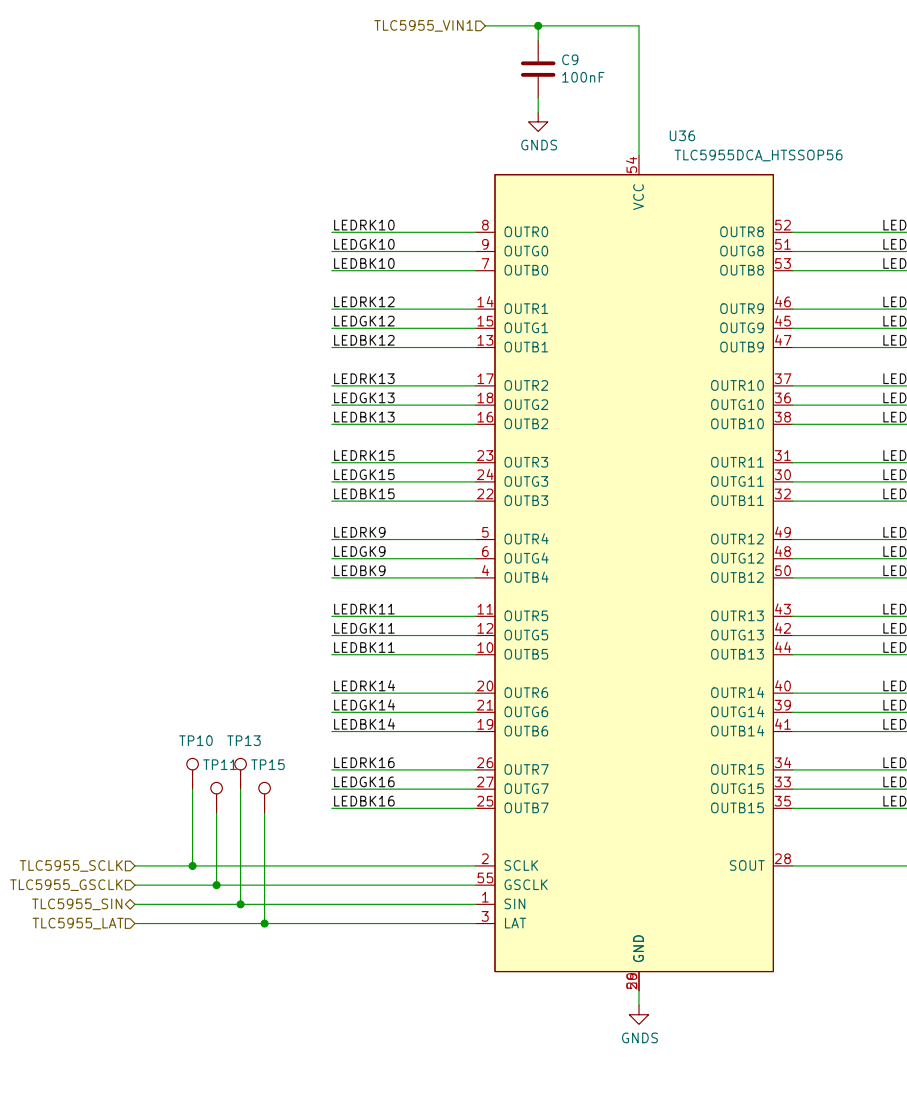 TLC5955_VIN1
C9
100nF
GNDS
U36
TLC5955DCA_HTSSOP56
54
VCC
LEDRK10 8 OUTR0 OUTR8 52 LED
LEDGK10 9 OUTG0 OUTG8 51 LED
LEDBK10 7 OUTB0 OUTB8 53 LED
LEDRK12 14 OUTR1 OUTR9 46 LED
LEDGK12 15 OUTG1 OUTG9 45 LED
LEDBK12 13 OUTB1 OUTB9 47 LED
LEDRK13 17 OUTR2 OUTR10 37 LED
LEDGK13 18 OUTG2 OUTG10 36 LED
LEDBK13 16 OUTB2 OUTB10 38 LED
LEDRK15 23 OUTR3 OUTR11 31 LED
LEDGK15 24 OUTG3 OUTG11 30 LED
LEDBK15 22 OUTB3 OUTB11 32 LED
LEDRK9 5 OUTR4 OUTR12 49 LED
LEDGK9 6 OUTG4 OUTG12 48 LED
LEDBK9 4 OUTB4 OUTB12 50 LED
LEDRK11 11 OUTR5 OUTR13 43 LED
LEDGK11 12 OUTG5 OUTG13 42 LED
LEDBK11 10 OUTB5 OUTB13 44 LED
LEDRK14 20 OUTR6 OUTR14 40 LED
LEDGK14 21 OUTG6 OUTG14 39 LED
LEDBK14 19 OUTB6 OUTB14 41 LED
TP10 TP13
TP11 TP15
LEDRK16 26 OUTR7 OUTR15 34 LED
LEDGK16 27 OUTG7 OUTG15 33 LED
LEDBK16 25 OUTB7 OUTB15 35 LED
TLC5955_SCLK 2 SCLK SOUT 28
TLC5955_GSCLK 55 GSCLK
TLC5955_SIN 1 SIN
TLC5955_LAT 3 LAT
GND
GNDS